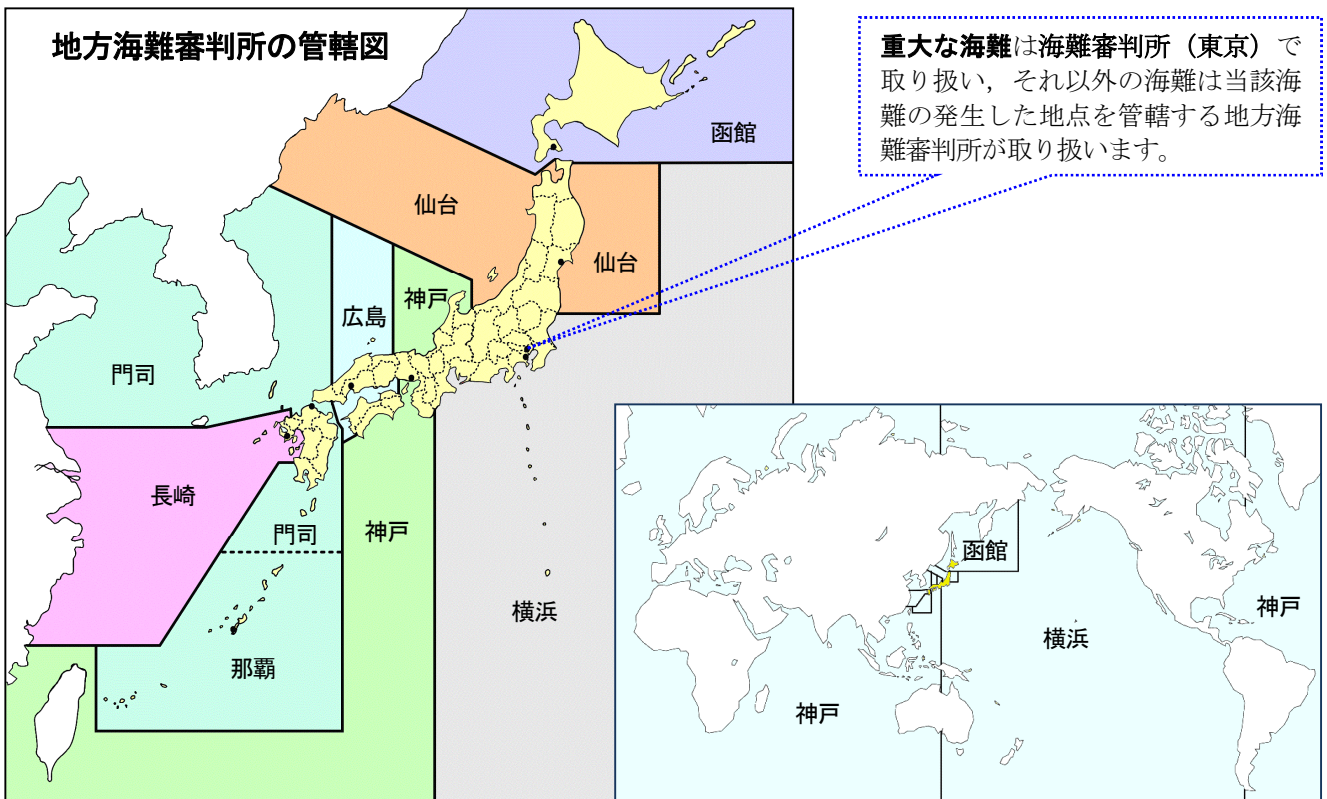 地方海難審判所の管轄図
重大な海難は海難審判所（東京）で
取り扱い，それ以外の海難は当該海
難の発生した地点を管轄する地方海
難審判所が取り扱います。
函館
仙台
仙台
神戸
広島
門司
長崎
門司
神戸
横浜
那覇
函館
神戸
横浜
神戸